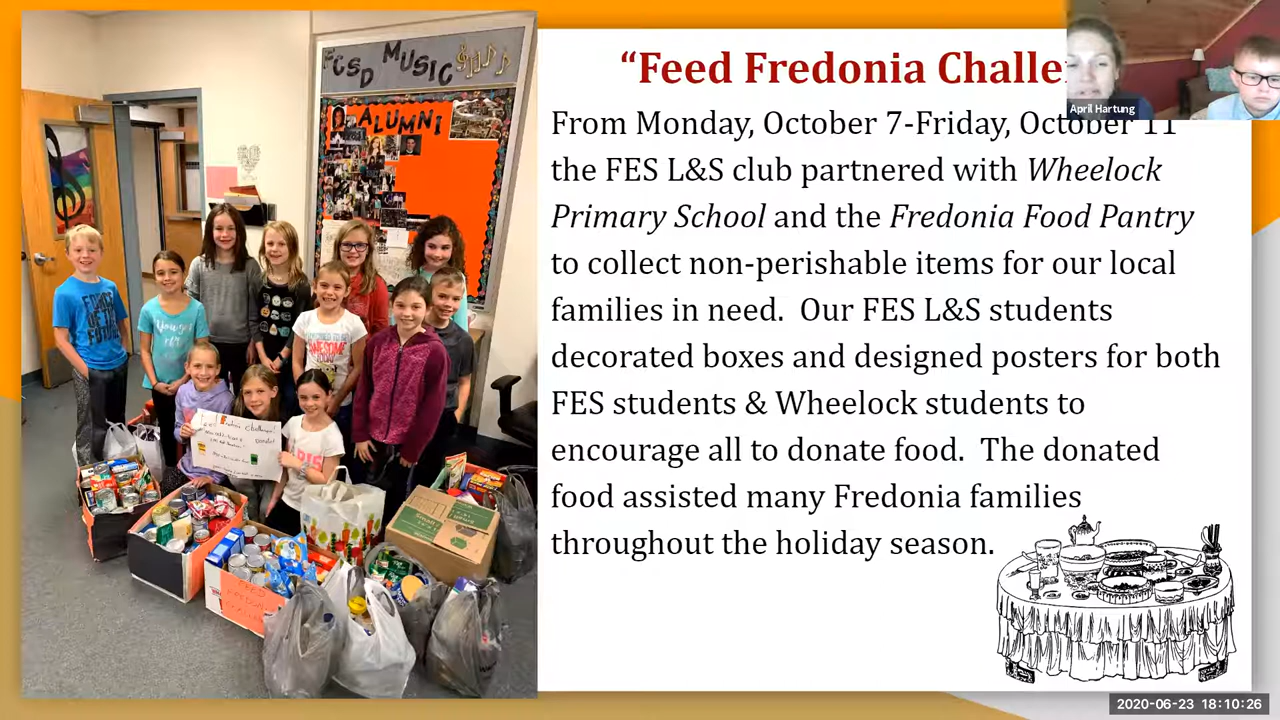 “Feed Fredonia Challe
April Hartung
From Monday, October 7-Friday, October 11
the FES L&S club partnered with Wheelock
Primary School and the Fredonia Food Pantry
to collect non-perishable items for our local
families in need. Our FES L&S students
decorated boxes and designed posters for both
FES students & Wheelock students to
encourage all to donate food. The donated
food assisted many Fredonia families
throughout the holiday season.
FCSD MUSIC
ALUMNI
AWESOME
FEED
2020-06-23 18:10:26